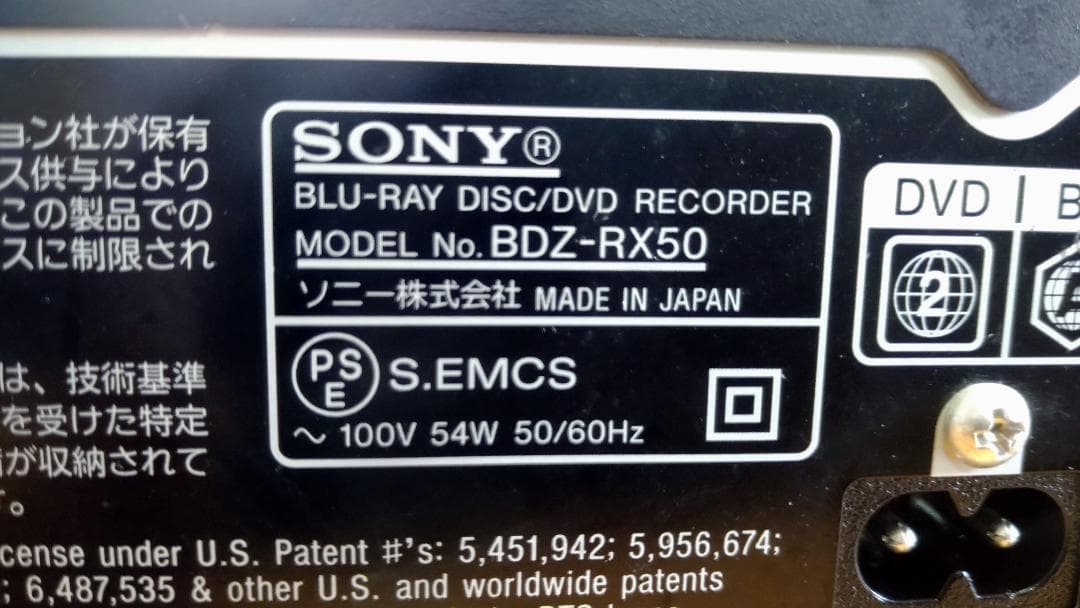 ョン社が保有
ス供与により
この製品での
スに制限され
は、技術基準
を受けた特定
が収納されて
す。
SONY®
BLU-RAY DISC/DVD RECORDER
MODEL No. BDZ-RX50
ソニー株式会社 MADE IN JAPAN
PSE S.EMCS
~ 100V 54W 50/60Hz
DVD | B
2
cense under U.S. Patent #'s: 5,451,942; 5,956,674;
; 6,487,535 & other U.S. and worldwide patents